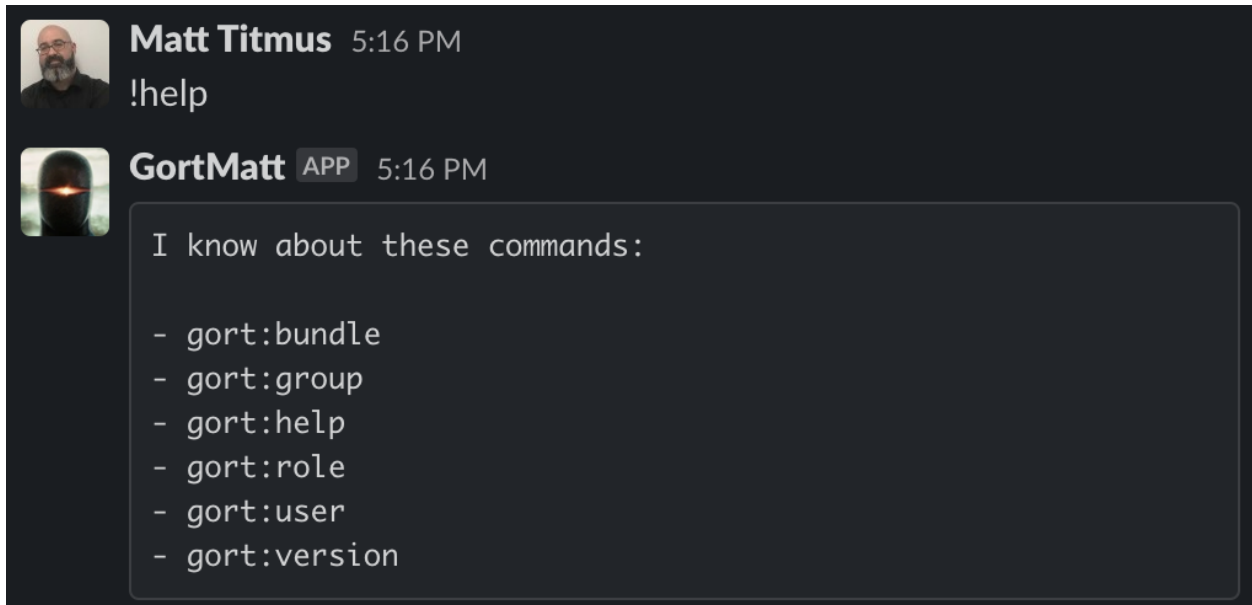 Matt Titmus 5:16 PM
!help
GortMatt APP 5:16 PM
I know about these commands:
- gort:bundle
- gort:group
- gort:help
- gort:role
- gort:user
- gort:version